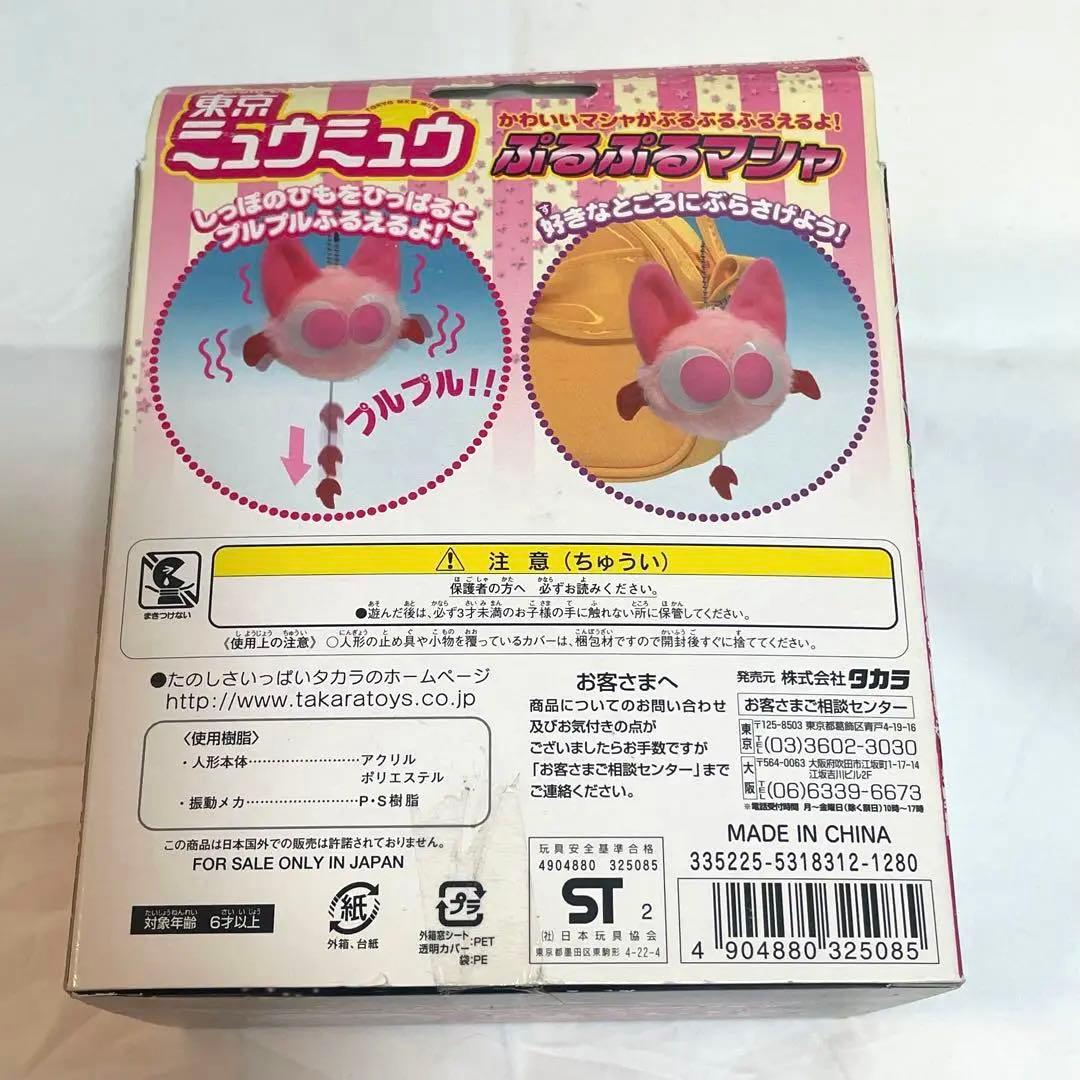 東京
ミュウミュウ
TOKYO MEW MEW
かわいいマシャがぷるぷるふるえるよ!
ぷるぷるマシャ
しっぽのひもをひっぱると
プルプルふるえるよ!
好きなところにぶらさげよう!
プルプル!!
まきつけない
注意(ちゅうい)
保護者の方へ 必ずお読みください。
●遊んだ後は、必ず3才未満のお子様の手に触れない所に保管してください。
《使用上の注意》 ○人形の止め具や小物を覆っているカバーは、梱包材ですので開封後すぐに捨ててください。
●たのしさいっぱいタカラのホームページ
http://www.takaratoys.co.jp
〈使用樹脂〉
・人形本体……………………アクリル
ポリエステル
・振動メカ……………………P・S樹脂
この商品は日本国外での販売は許諾されておりません。
FOR SALE ONLY IN JAPAN
対象年齢 6才以上
紙
外箱、台紙
プラ
外箱窓シート
透明カバー:PET
袋:PE
お客さまへ
商品についてのお問い合わせ
及びお気付きの点が
ございましたらお手数ですが
「お客さまご相談センター」まで
ご連絡ください。
発売元 株式会社タカラ
お客さまご相談センター
東京 〒125-8503 東京都葛飾区青戸4-19-16
TEL (03)3602-3030
大阪 〒564-0063 大阪府吹田市江坂町1-17-14
江坂吉川ビル2F
TEL (06)6339-6673
※電話受付時間 月〜金曜日(除く祭日)10時〜17時
MADE IN CHINA
335225-5318312-1280
玩具安全基準合格
4904880 325085
ST 2
(社)日本玩具協会
東京都墨田区東駒形 4-22-4
4 904880 325085